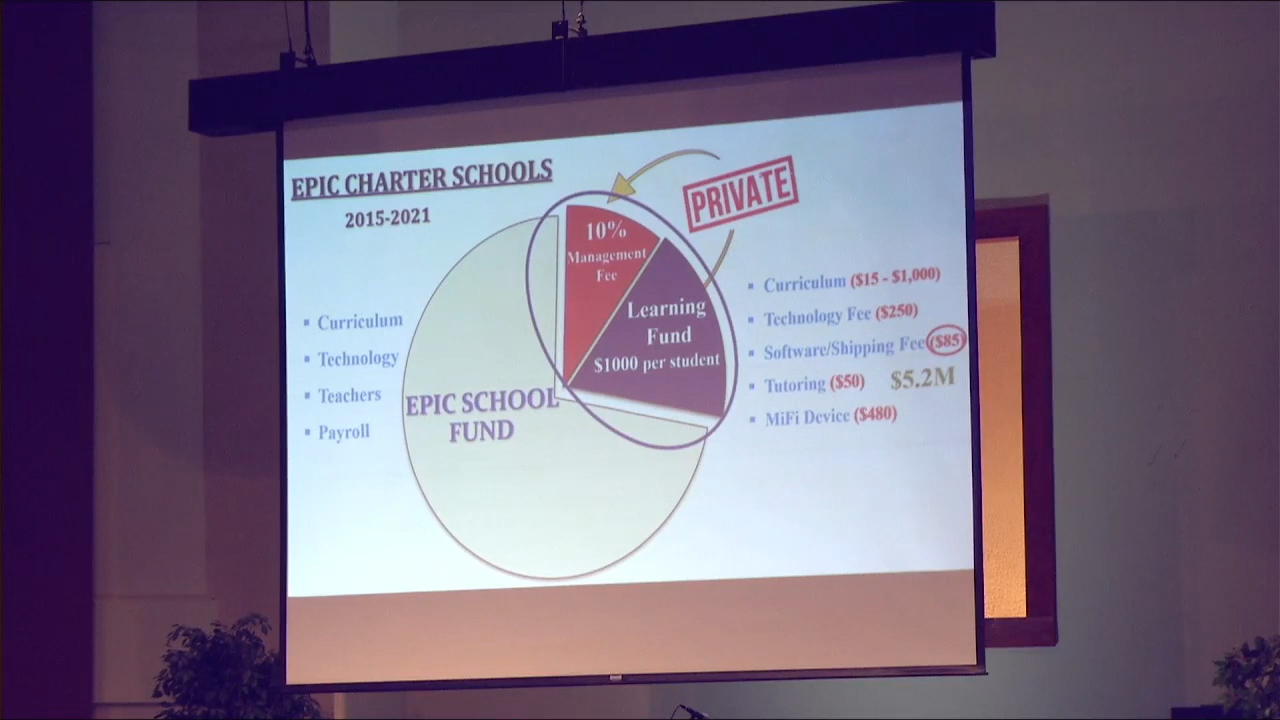 EPIC CHARTER SCHOOLS
2015-2021
PRIVATE
10%
Management
Fee
Learning
Fund
$1000 per student
EPIC SCHOOL
FUND
▪ Curriculum
▪ Technology
▪ Teachers
▪ Payroll
▪ Curriculum ($15 - $1,000)
▪ Technology Fee ($250)
▪ Software/Shipping Fee ($85)
▪ Tutoring ($50) $5.2M
▪ MiFi Device ($480)